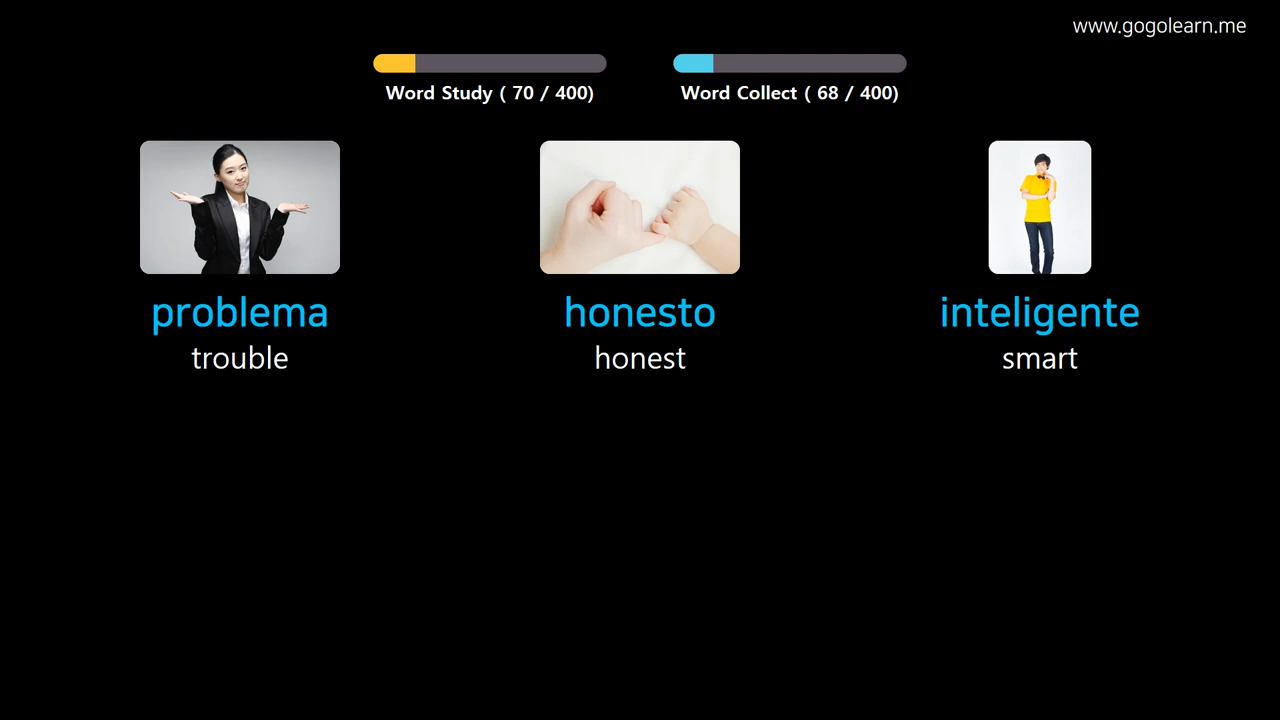 www.gogolearn.me
Word Study ( 70 / 400)
Word Collect ( 68 / 400)
problema
trouble
honesto
honest
inteligente
smart